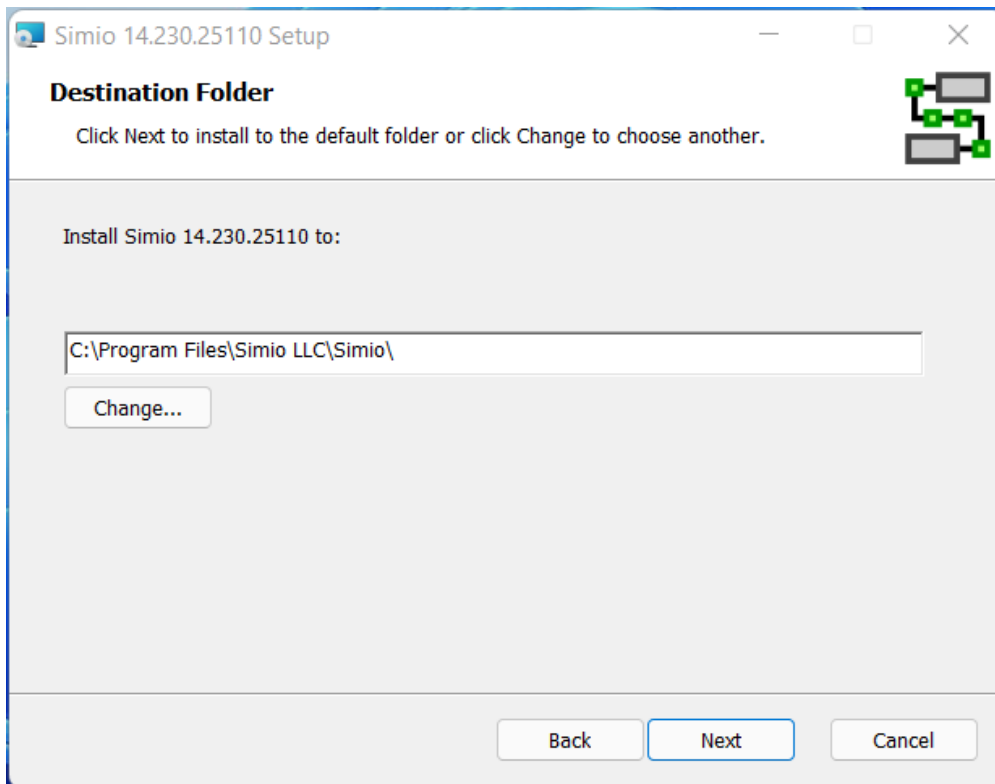 Simio 14.230.25110 Setup
Destination Folder
Click Next to install to the default folder or click Change to choose another.
Install Simio 14.230.25110 to:
C:\Program Files\Simio LLC\Simio\
Change...
Back Next Cancel